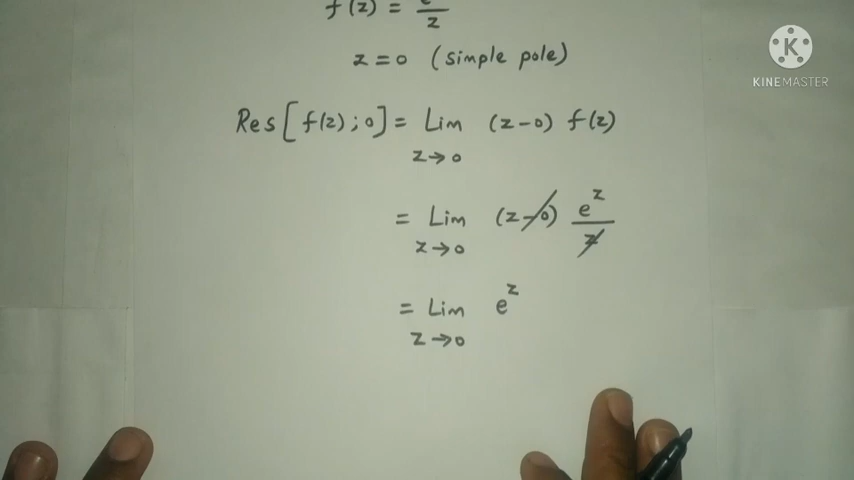 f(z) = e^z/z
z = 0 (simple pole)
Res[f(z);0] = Lim (z-0) f(z)
z→0
= Lim (z-0) e^z/z
z→0
= Lim e^z
z→0
K
KINEMASTER